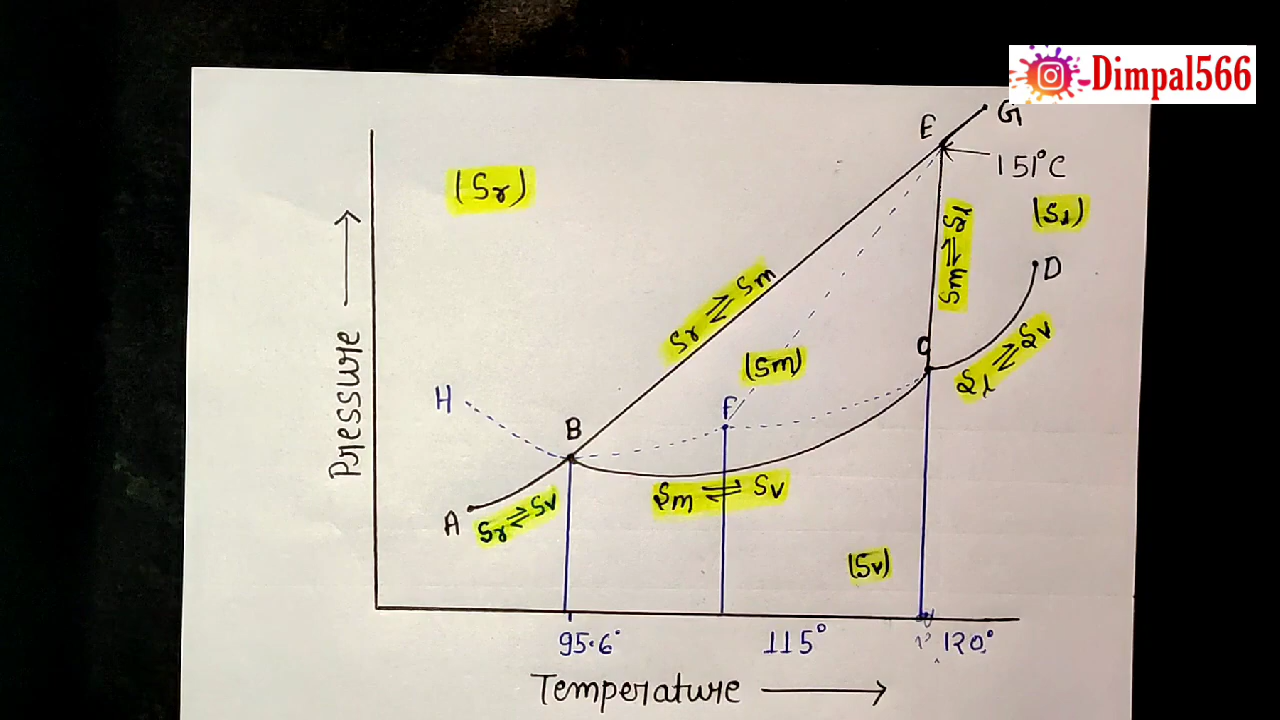 Dimpal566
G
E
151°C
(Sr)
(Sl)
Sm ⇌ Sl
D
Sr ⇌ Sm
C
Sl ⇌ Sv
(Sm)
Pressure
H
F
B
Sm ⇌ Sv
A
Sr ⇌ Sv
(Sv)
95.6° 115° 120°
Temperature